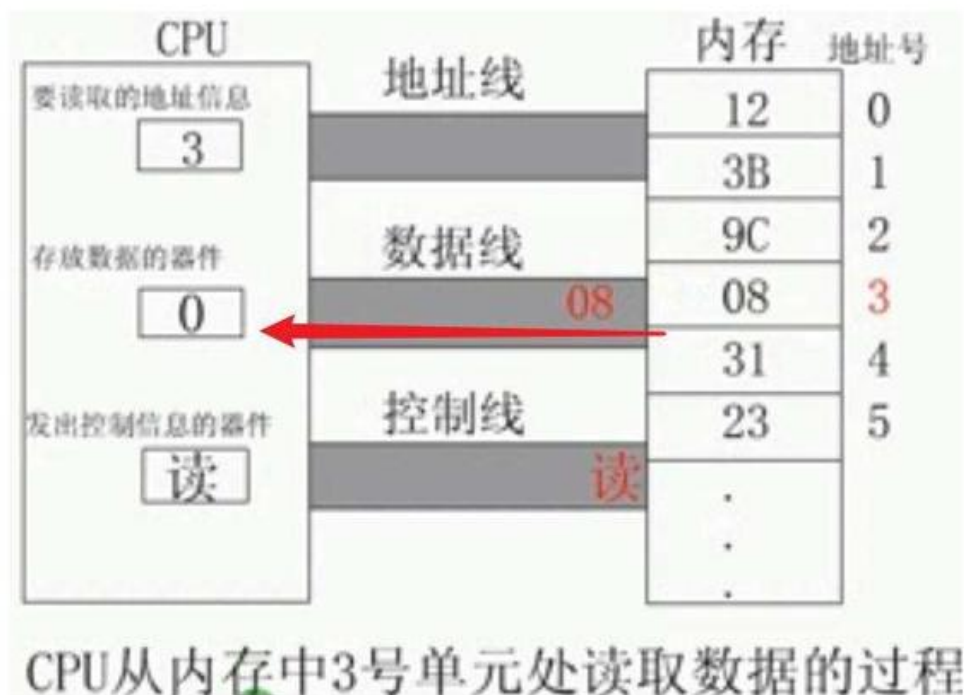 CPU
内存 地址号
地址线
要读取的地址信息
3
12 0
3B 1
数据线
9C 2
存放数据的器件
0
08
08 3
31 4
控制线
发出控制信息的器件
23 5
读
读
.
.
.
CPU从内存中3号单元处读取数据的过程